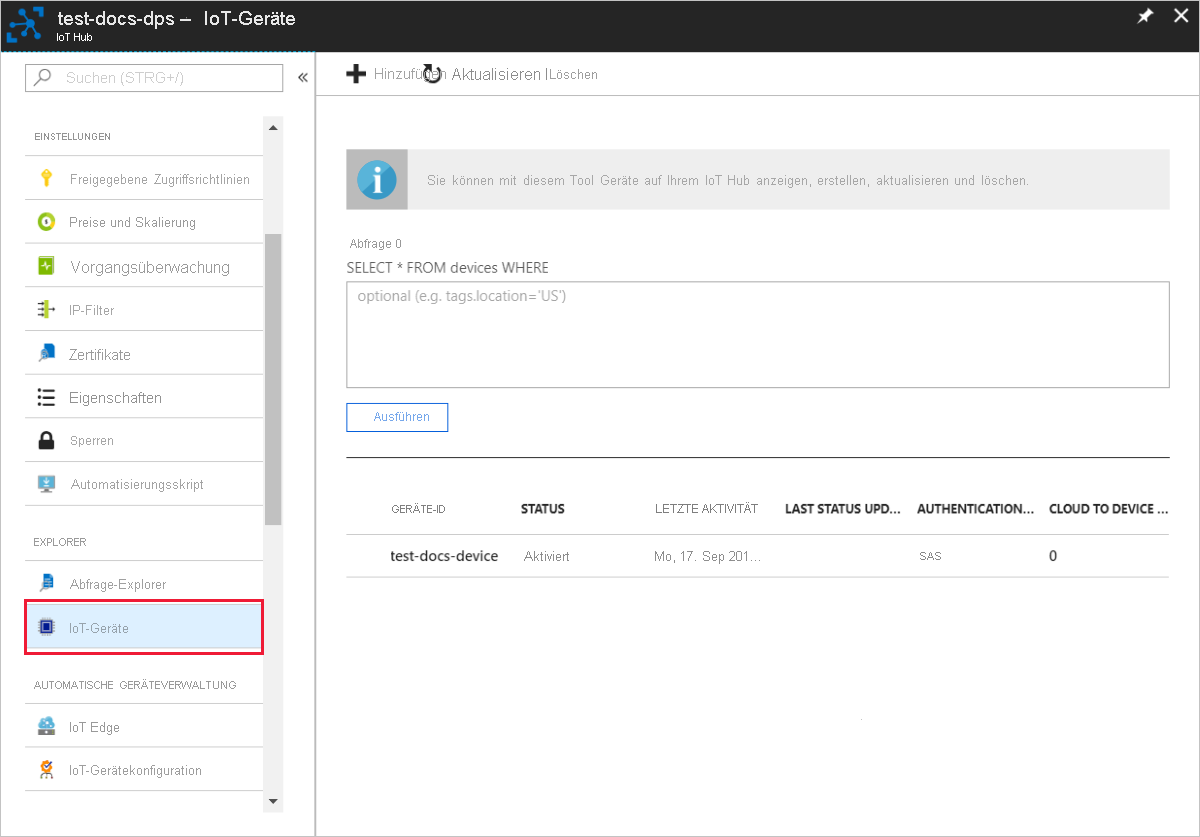 test-docs-dps – IoT-Geräte
IoT Hub
Suchen (STRG+/)
«
Hinzufügen Aktualisieren Löschen
EINSTELLUNGEN
Freigegebene Zugriffsrichtlinien
Preise und Skalierung
Vorgangsüberwachung
IP-Filter
Zertifikate
Eigenschaften
Sperren
Automatisierungsskript
EXPLORER
Abfrage-Explorer
IoT-Geräte
AUTOMATISCHE GERÄTEVERWALTUNG
IoT Edge
IoT-Gerätekonfiguration
Sie können mit diesem Tool Geräte auf Ihrem IoT Hub anzeigen, erstellen, aktualisieren und löschen.
Abfrage 0
SELECT * FROM devices WHERE
optional (e.g. tags.location='US')
Ausführen
GERÄTE-ID STATUS LETZTE AKTIVITÄT LAST STATUS UPD... AUTHENTICATION... CLOUD TO DEVICE ...
test-docs-device Aktiviert Mo, 17. Sep 201... SAS 0